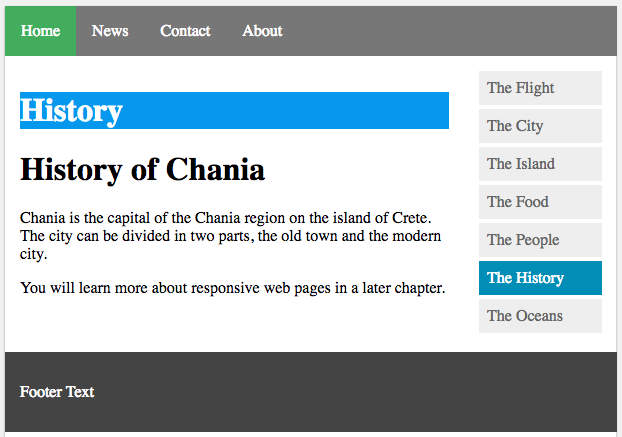 Home News Contact About
History
History of Chania
Chania is the capital of the Chania region on the island of Crete.
The city can be divided in two parts, the old town and the modern
city.
You will learn more about responsive web pages in a later chapter.
The Flight
The City
The Island
The Food
The People
The History
The Oceans
Footer Text